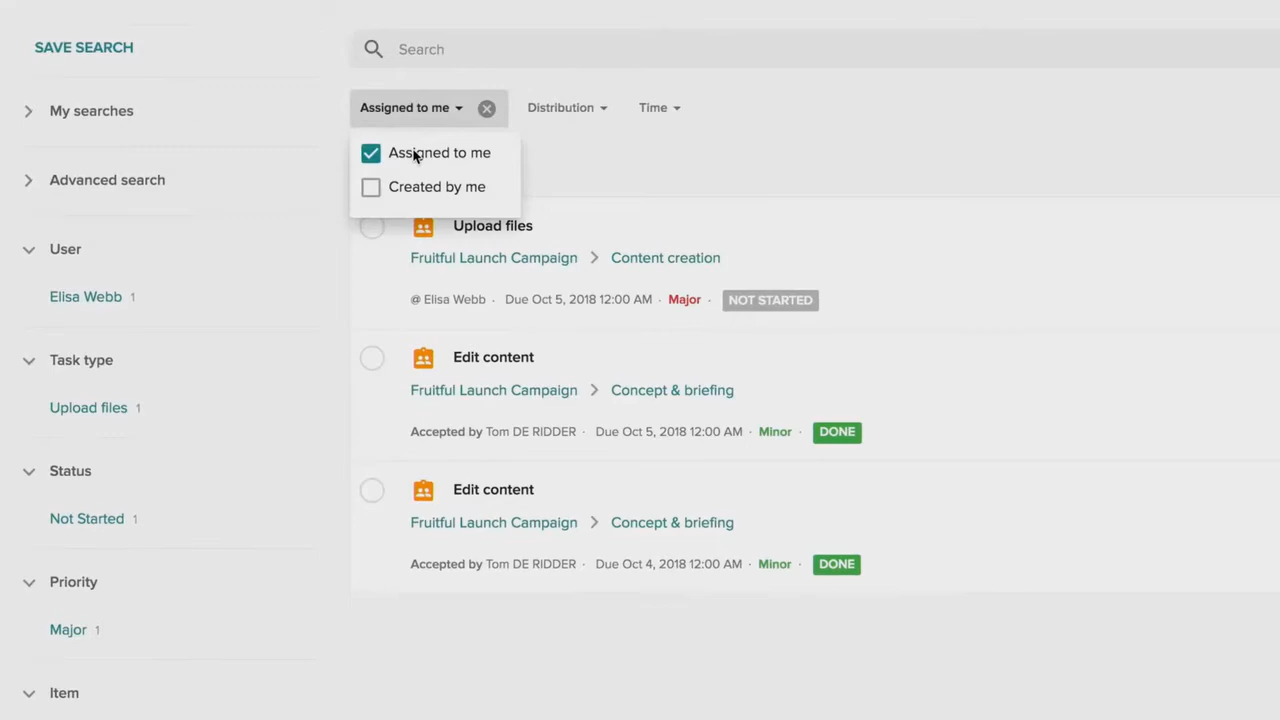 SAVE SEARCH
Search
My searches
Assigned to me
Distribution
Time
Assigned to me
Created by me
Advanced search
User
Elisa Webb 1
Task type
Upload files 1
Status
Not Started 1
Priority
Major 1
Item
Upload files
Fruitful Launch Campaign > Content creation
@ Elisa Webb · Due Oct 5, 2018 12:00 AM · Major · NOT STARTED
Edit content
Fruitful Launch Campaign > Concept & briefing
Accepted by Tom DE RIDDER · Due Oct 5, 2018 12:00 AM · Minor · DONE
Edit content
Fruitful Launch Campaign > Concept & briefing
Accepted by Tom DE RIDDER · Due Oct 4, 2018 12:00 AM · Minor · DONE